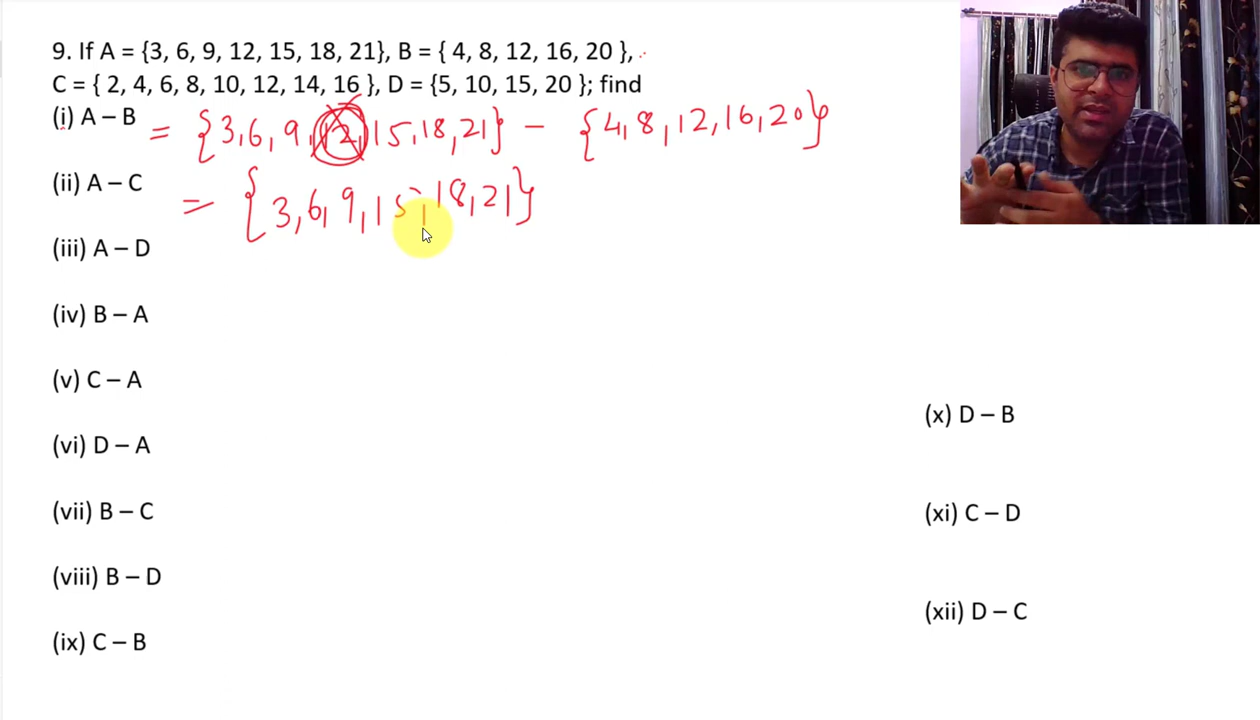 9. If A = {3, 6, 9, 12, 15, 18, 21}, B = { 4, 8, 12, 16, 20 },
C = { 2, 4, 6, 8, 10, 12, 14, 16 }, D = {5, 10, 15, 20 }; find
(i) A – B = {3,6, 9, 12, 15, 18, 21} – {4, 8, 12, 16, 20}
(ii) A – C
= {3, 6, 9, 15, 18, 21}
(iii) A – D
(iv) B – A
(v) C – A
(vi) D – A
(vii) B – C
(viii) B – D
(ix) C – B
(x) D – B
(xi) C – D
(xii) D – C